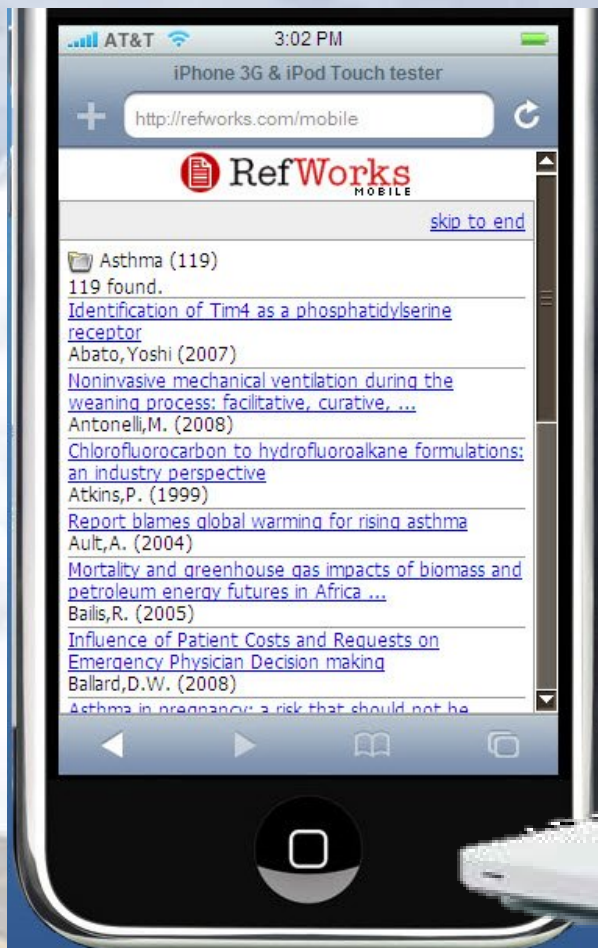 AT&T 3:02 PM
iPhone 3G & iPod Touch tester
http://refworks.com/mobile
RefWorks
MOBILE
skip to end
Asthma (119)
119 found.
Identification of Tim4 as a phosphatidylserine
receptor
Abato,Yoshi (2007)
Noninvasive mechanical ventilation during the
weaning process: facilitative, curative, ...
Antonelli,M. (2008)
Chlorofluorocarbon to hydrofluoroalkane formulations:
an industry perspective
Atkins,P. (1999)
Report blames global warming for rising asthma
Ault,A. (2004)
Mortality and greenhouse gas impacts of biomass and
petroleum energy futures in Africa ...
Bailis,R. (2005)
Influence of Patient Costs and Requests on
Emergency Physician Decision making
Ballard,D.W. (2008)
Asthma in pregnancy: a risk that should not be